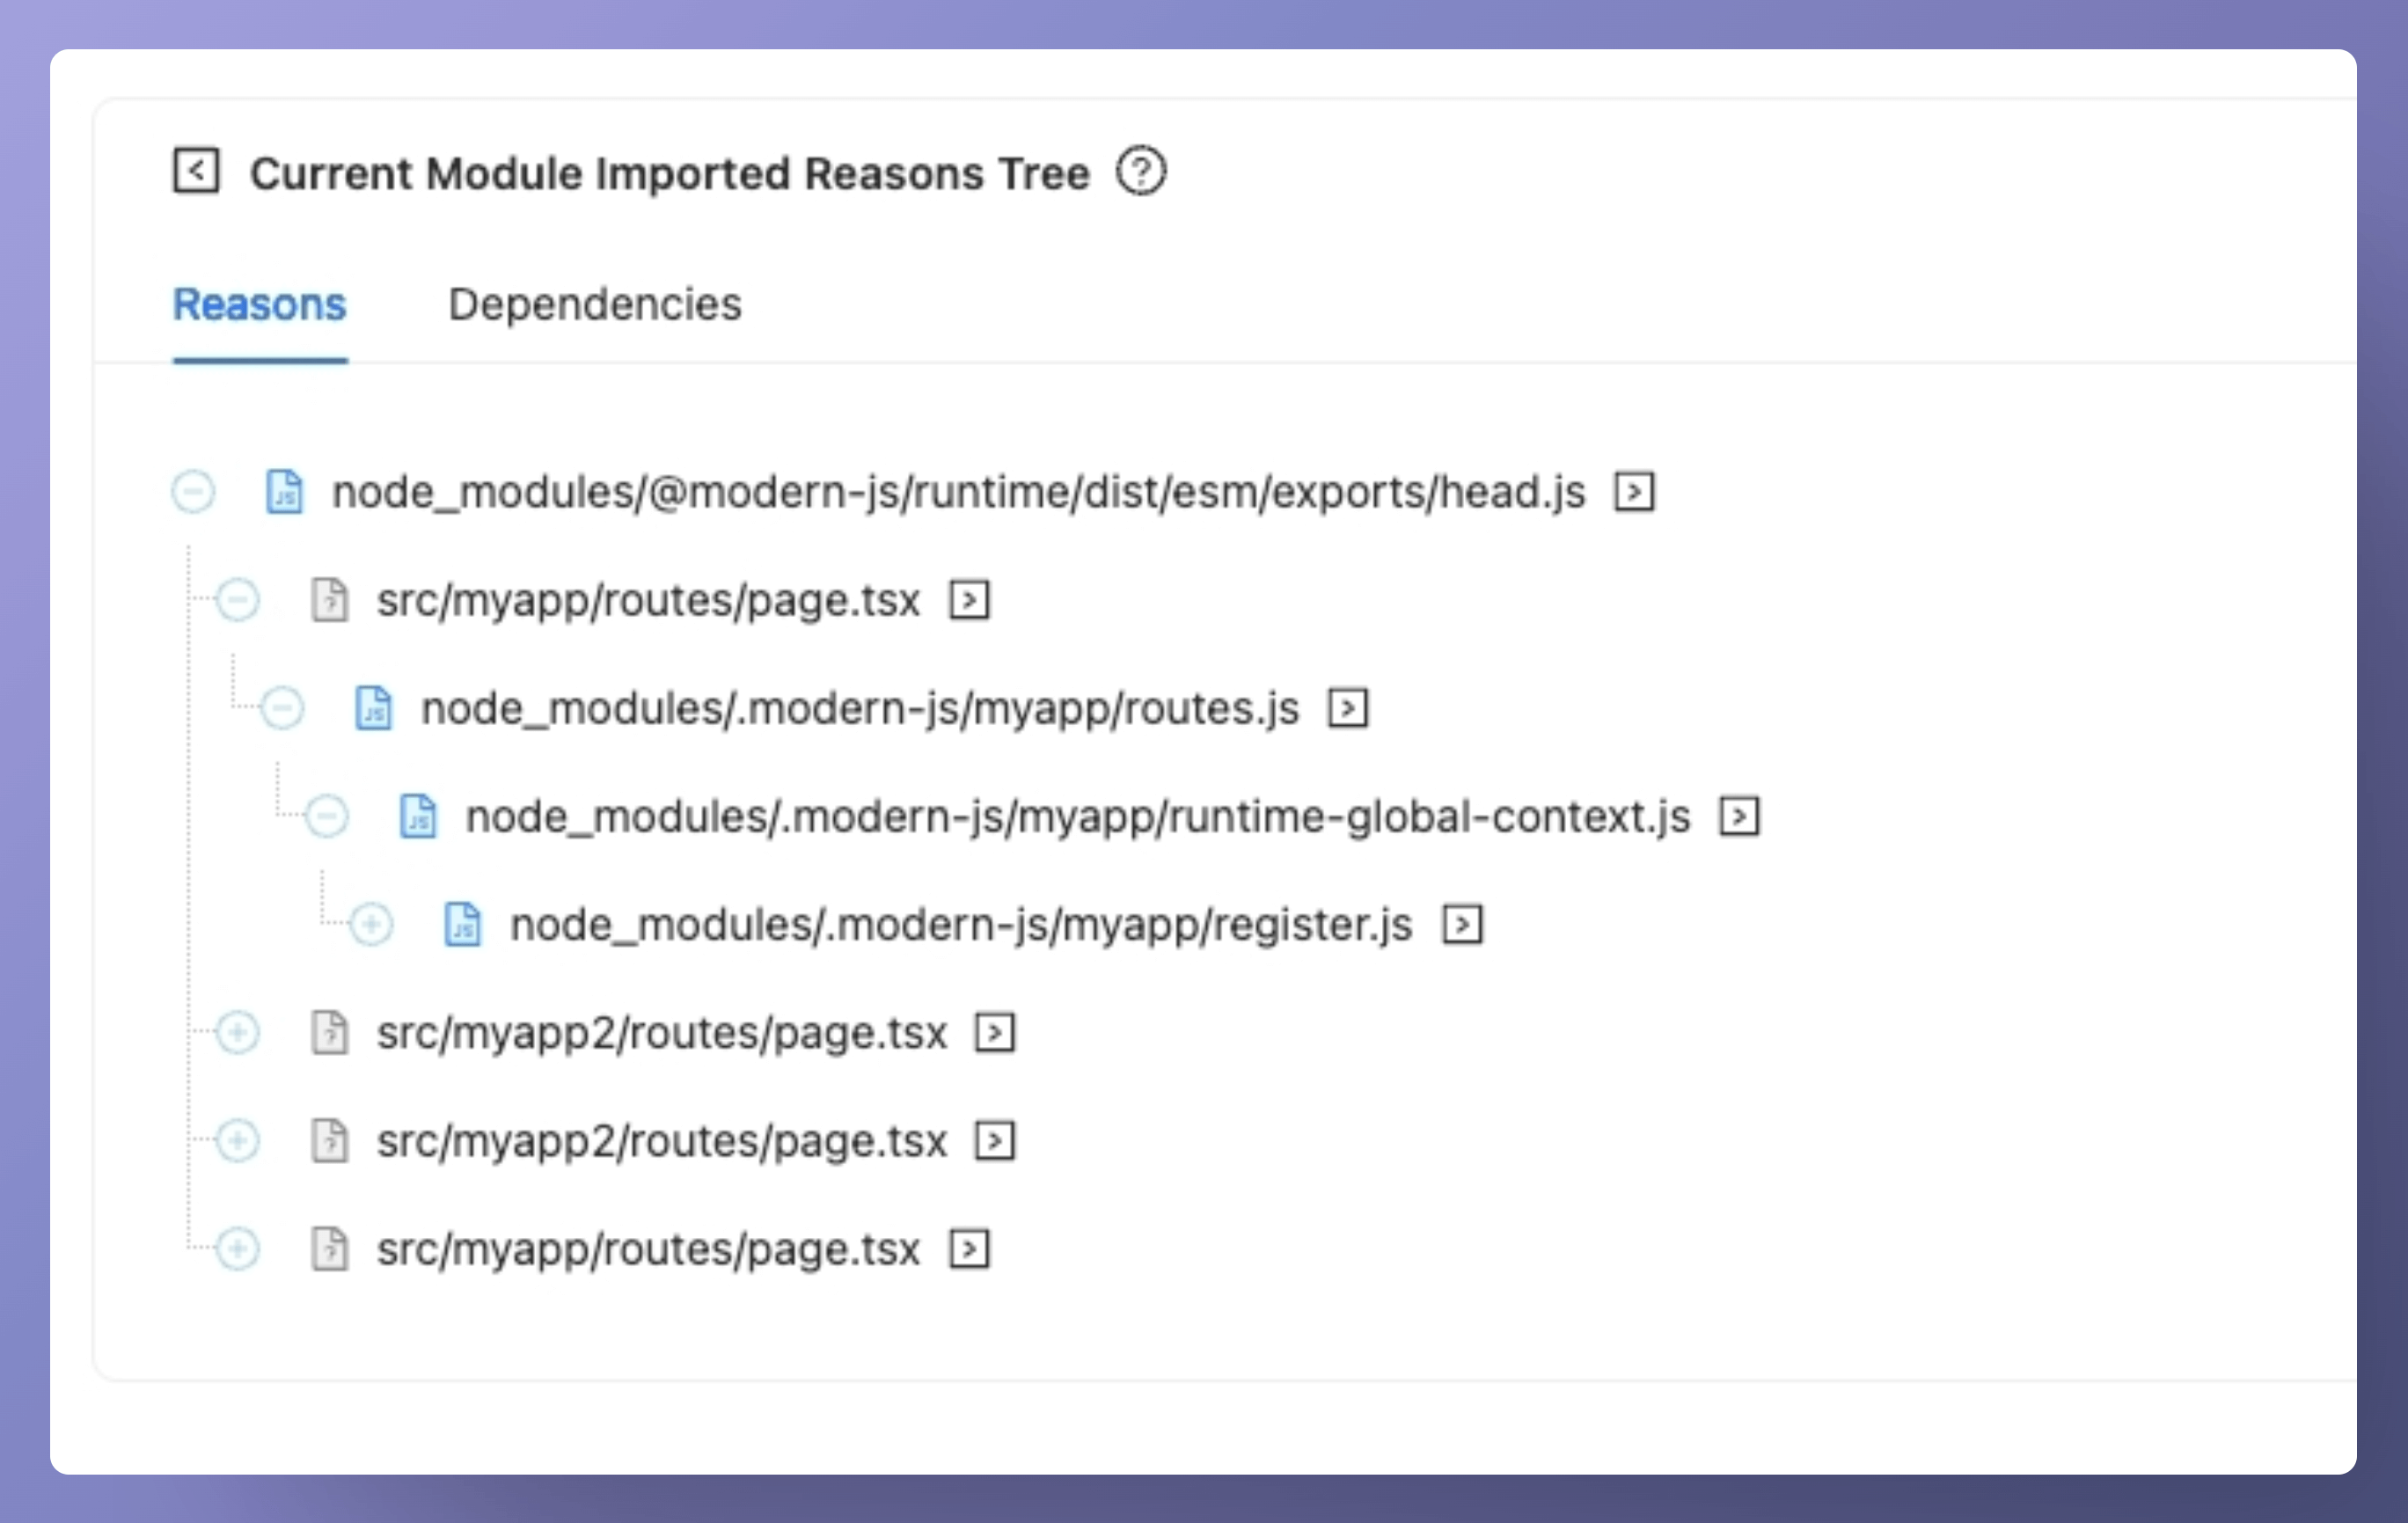 Current Module Imported Reasons Tree
Reasons Dependencies
node_modules/@modern-js/runtime/dist/esm/exports/head.js
src/myapp/routes/page.tsx
node_modules/.modern-js/myapp/routes.js
node_modules/.modern-js/myapp/runtime-global-context.js
node_modules/.modern-js/myapp/register.js
src/myapp2/routes/page.tsx
src/myapp2/routes/page.tsx
src/myapp/routes/page.tsx